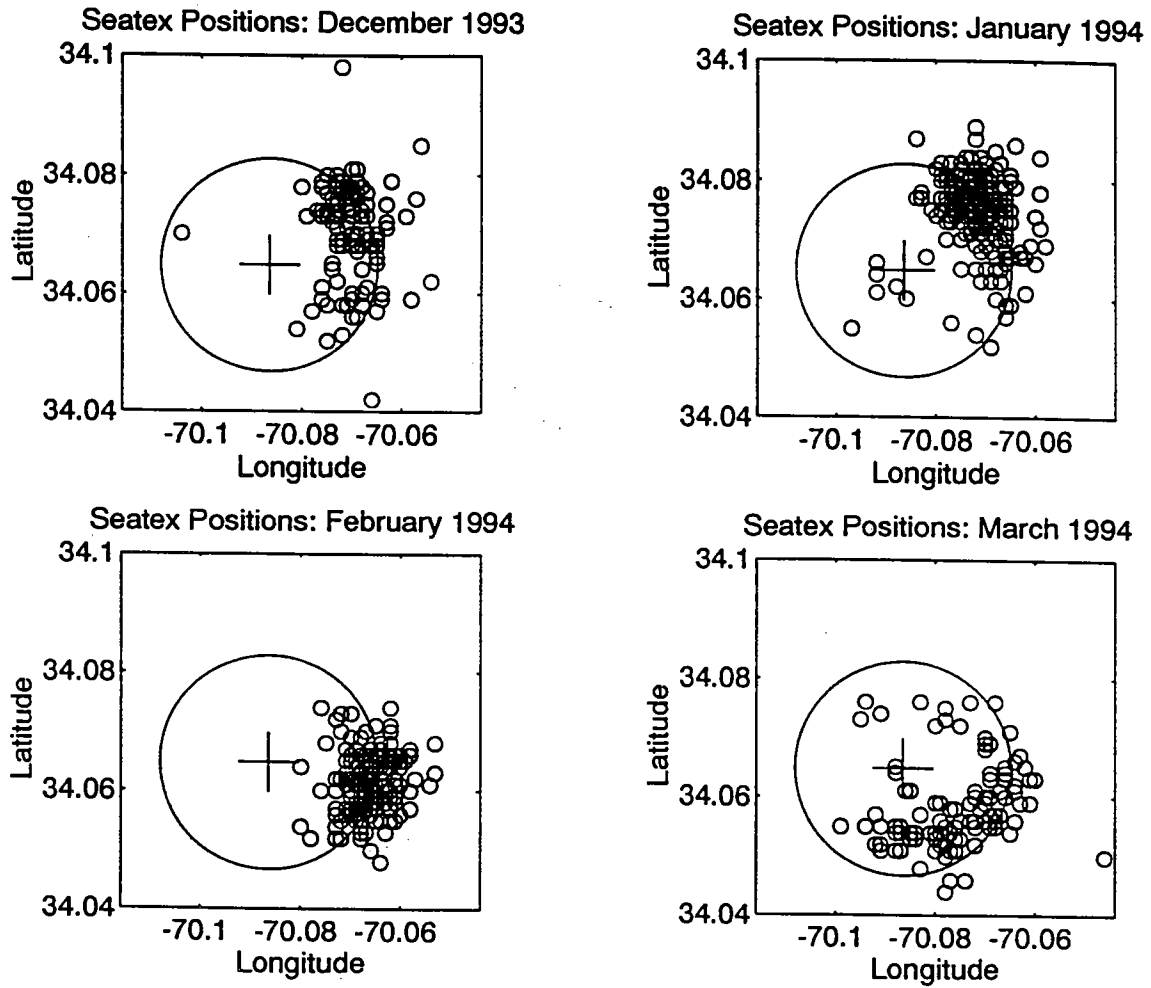 Seatex Positions: December 1993
34.1
34.08
34.06
34.04
Latitude
-70.1 -70.08 -70.06
Longitude
Seatex Positions: January 1994
34.1
34.08
34.06
34.04
Latitude
-70.1 -70.08 -70.06
Longitude
Seatex Positions: February 1994
34.1
34.08
34.06
34.04
Latitude
-70.1 -70.08 -70.06
Longitude
Seatex Positions: March 1994
34.1
34.08
34.06
34.04
Latitude
-70.1 -70.08 -70.06
Longitude